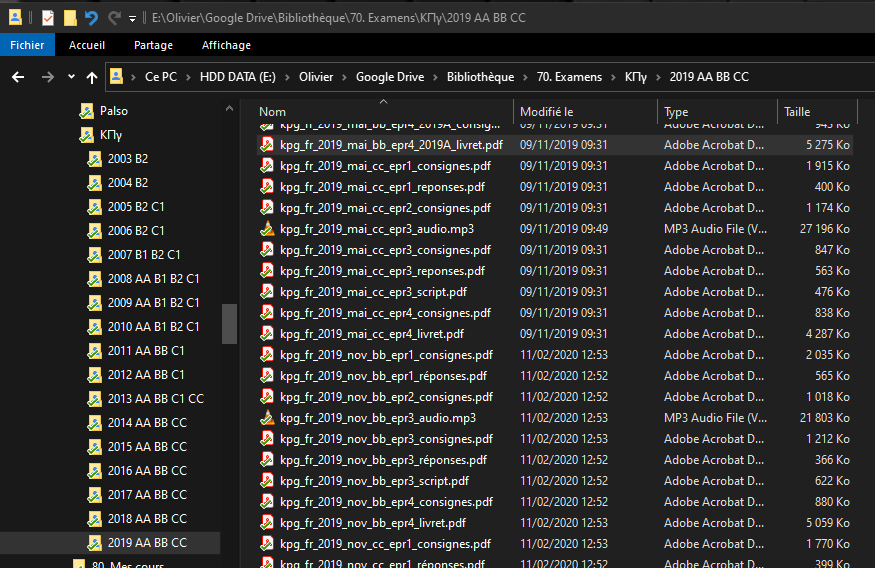 E:\Olivier\Google Drive\Bibliothèque\70. Examens\ΚΠγ\2019 AA BB CC
Fichier Accueil Partage Affichage
Ce PC > HDD DATA (E:) > Olivier > Google Drive > Bibliothèque > 70. Examens > ΚΠγ > 2019 AA BB CC
Palso
ΚΠγ
2003 B2
2004 B2
2005 B2 C1
2006 B2 C1
2007 B1 B2 C1
2008 AA B1 B2 C1
2009 AA B1 B2 C1
2010 AA B1 B2 C1
2011 AA BB C1
2012 AA BB C1
2013 AA BB C1 CC
2014 AA BB CC
2015 AA BB CC
2016 AA BB CC
2017 AA BB CC
2018 AA BB CC
2019 AA BB CC
80. Mes cours
Nom Modifié le Type Taille
kpg_fr_2019_mai_bb_epr4_2019A_consig... 09/11/2019 09:31 Adobe Acrobat D... 945 Ko
kpg_fr_2019_mai_bb_epr4_2019A_livret.pdf 09/11/2019 09:31 Adobe Acrobat D... 5 275 Ko
kpg_fr_2019_mai_cc_epr1_consignes.pdf 09/11/2019 09:31 Adobe Acrobat D... 1 915 Ko
kpg_fr_2019_mai_cc_epr1_reponses.pdf 09/11/2019 09:31 Adobe Acrobat D... 400 Ko
kpg_fr_2019_mai_cc_epr2_consignes.pdf 09/11/2019 09:31 Adobe Acrobat D... 1 174 Ko
kpg_fr_2019_mai_cc_epr3_audio.mp3 09/11/2019 09:49 MP3 Audio File (V... 27 196 Ko
kpg_fr_2019_mai_cc_epr3_consignes.pdf 09/11/2019 09:31 Adobe Acrobat D... 847 Ko
kpg_fr_2019_mai_cc_epr3_reponses.pdf 09/11/2019 09:31 Adobe Acrobat D... 563 Ko
kpg_fr_2019_mai_cc_epr3_script.pdf 09/11/2019 09:31 Adobe Acrobat D... 476 Ko
kpg_fr_2019_mai_cc_epr4_consignes.pdf 09/11/2019 09:31 Adobe Acrobat D... 838 Ko
kpg_fr_2019_mai_cc_epr4_livret.pdf 09/11/2019 09:31 Adobe Acrobat D... 4 287 Ko
kpg_fr_2019_nov_bb_epr1_consignes.pdf 11/02/2020 12:53 Adobe Acrobat D... 2 035 Ko
kpg_fr_2019_nov_bb_epr1_réponses.pdf 11/02/2020 12:52 Adobe Acrobat D... 565 Ko
kpg_fr_2019_nov_bb_epr2_consignes.pdf 11/02/2020 12:52 Adobe Acrobat D... 1 018 Ko
kpg_fr_2019_nov_bb_epr3_audio.mp3 11/02/2020 12:53 MP3 Audio File (V... 21 803 Ko
kpg_fr_2019_nov_bb_epr3_consignes.pdf 11/02/2020 12:53 Adobe Acrobat D... 1 212 Ko
kpg_fr_2019_nov_bb_epr3_réponses.pdf 11/02/2020 12:52 Adobe Acrobat D... 366 Ko
kpg_fr_2019_nov_bb_epr3_script.pdf 11/02/2020 12:52 Adobe Acrobat D... 622 Ko
kpg_fr_2019_nov_bb_epr4_consignes.pdf 11/02/2020 12:52 Adobe Acrobat D... 880 Ko
kpg_fr_2019_nov_bb_epr4_livret.pdf 11/02/2020 12:53 Adobe Acrobat D... 5 059 Ko
kpg_fr_2019_nov_cc_epr1_consignes.pdf 11/02/2020 12:53 Adobe Acrobat D... 1 770 Ko
kpg_fr_2019_nov_cc_epr1_réponses.pdf 11/02/2020 12:52 Adobe Acrobat D... 399 Ko